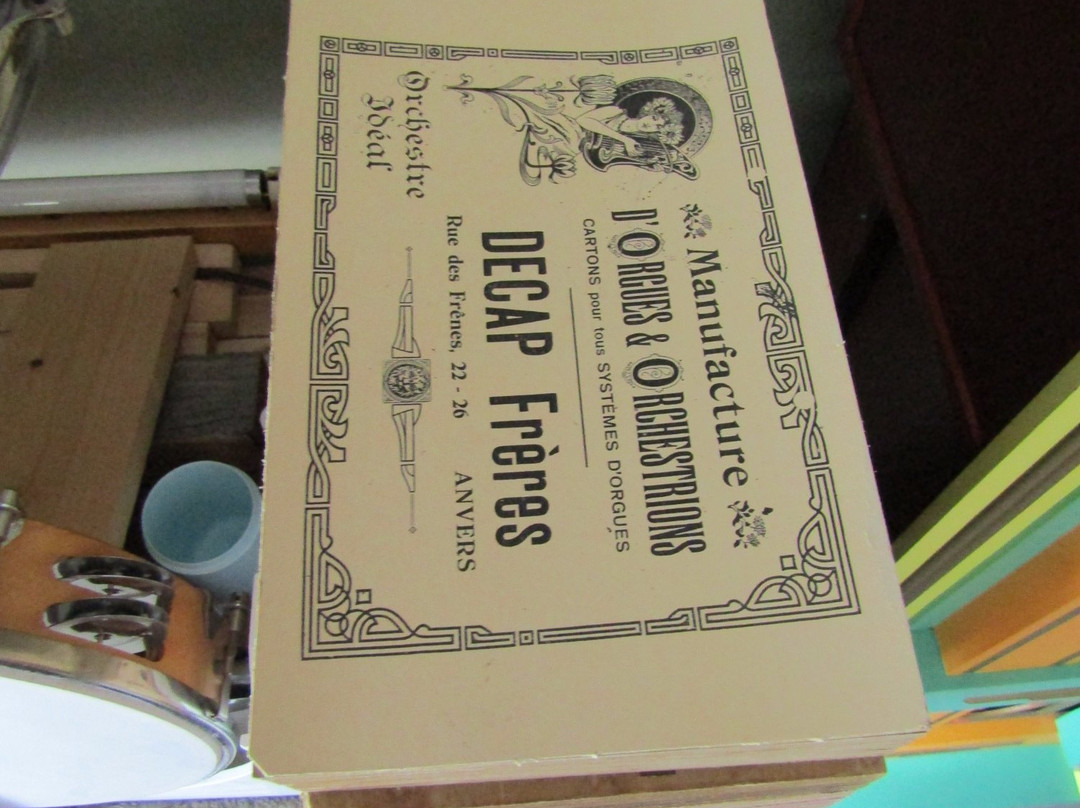 Manufacture
D'ORGUES & ORCHESTRIONS
CARTONS pour tous SYSTÈMES D'ORGUES
DECAP Frères
Rue des Frênes, 22 - 26 ANVERS
Orchestre
Idéal